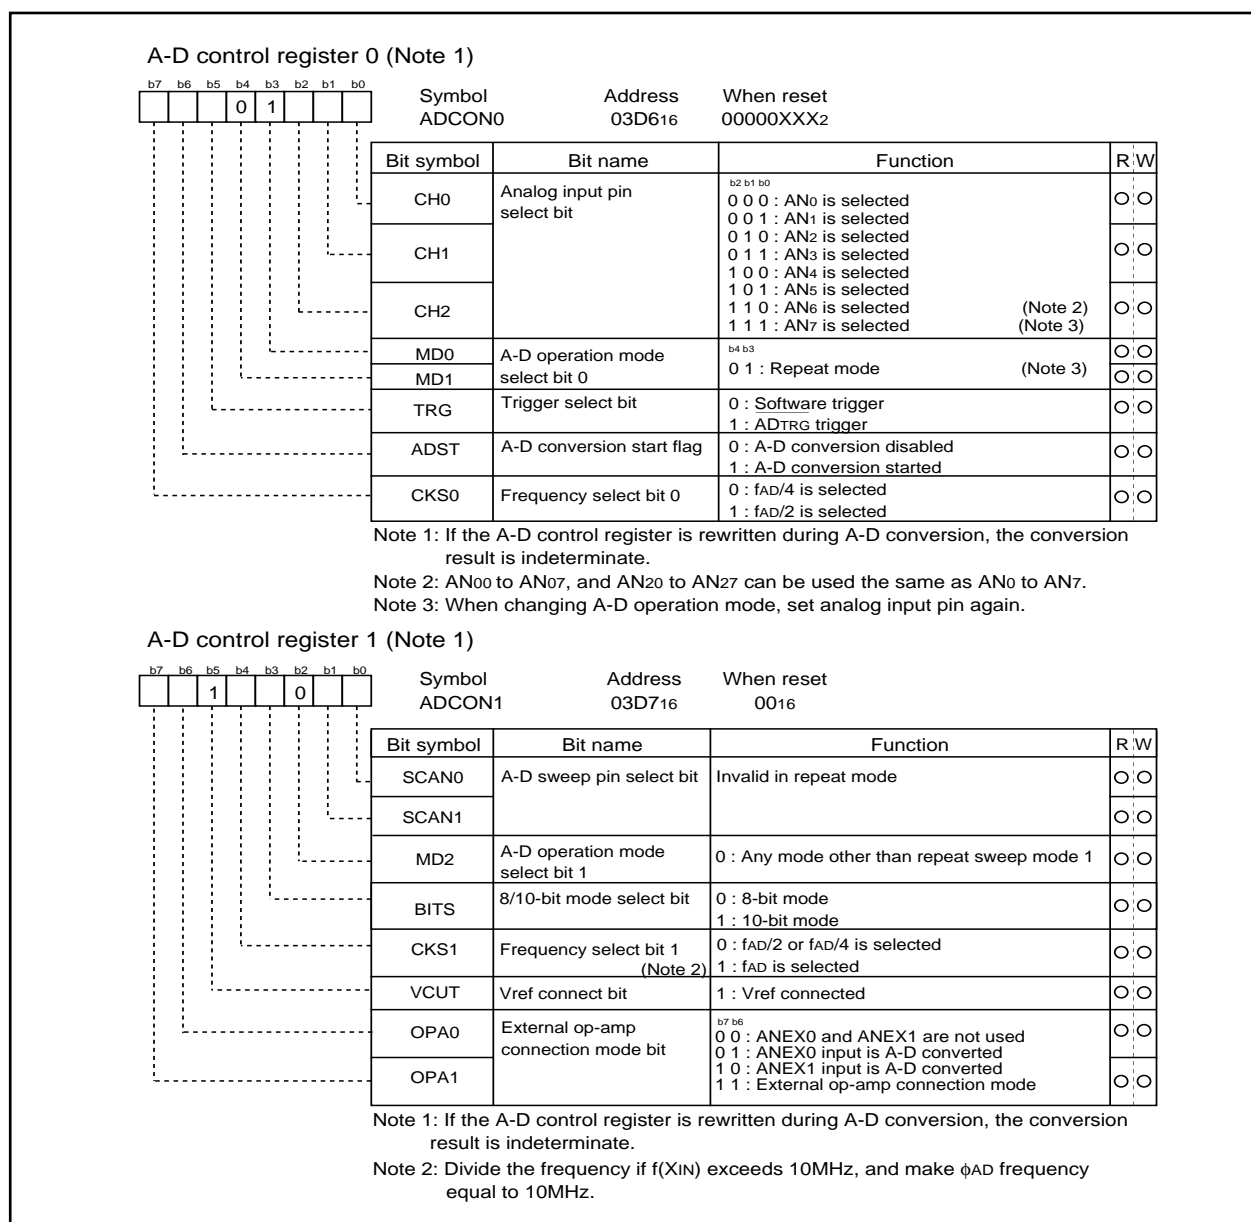 A-D control register 0 (Note 1)
b7 b6 b5 b4 b3 b2 b1 b0
0 1
Symbol Address When reset
ADCON0 03D616 00000XXX2
Bit symbol Bit name Function R W
CH0 Analog input pin select bit
b2 b1 b0
0 0 0 : AN0 is selected
0 0 1 : AN1 is selected
0 1 0 : AN2 is selected
CH1 0 1 1 : AN3 is selected
1 0 0 : AN4 is selected
1 0 1 : AN5 is selected
CH2 1 1 0 : AN6 is selected (Note 2)
1 1 1 : AN7 is selected (Note 3)
MD0 A-D operation mode
MD1 select bit 0
b4 b3
0 1 : Repeat mode (Note 3)
TRG Trigger select bit 0 : Software trigger
1 : ADTRG trigger
ADST A-D conversion start flag 0 : A-D conversion disabled
1 : A-D conversion started
CKS0 Frequency select bit 0 0 : fAD/4 is selected
1 : fAD/2 is selected
Note 1: If the A-D control register is rewritten during A-D conversion, the conversion
result is indeterminate.
Note 2: AN00 to AN07, and AN20 to AN27 can be used the same as AN0 to AN7.
Note 3: When changing A-D operation mode, set analog input pin again.
A-D control register 1 (Note 1)
b7 b6 b5 b4 b3 b2 b1 b0
1 0
Symbol Address When reset
ADCON1 03D716 0016
Bit symbol Bit name Function R W
SCAN0 A-D sweep pin select bit Invalid in repeat mode
SCAN1
MD2 A-D operation mode
select bit 1
0 : Any mode other than repeat sweep mode 1
BITS 8/10-bit mode select bit 0 : 8-bit mode
1 : 10-bit mode
CKS1 Frequency select bit 1
(Note 2)
0 : fAD/2 or fAD/4 is selected
1 : fAD is selected
VCUT Vref connect bit 1 : Vref connected
OPA0 External op-amp
connection mode bit
b7 b6
0 0 : ANEX0 and ANEX1 are not used
0 1 : ANEX0 input is A-D converted
1 0 : ANEX1 input is A-D converted
OPA1 1 1 : External op-amp connection mode
Note 1: If the A-D control register is rewritten during A-D conversion, the conversion
result is indeterminate.
Note 2: Divide the frequency if f(XIN) exceeds 10MHz, and make ϕAD frequency
equal to 10MHz.